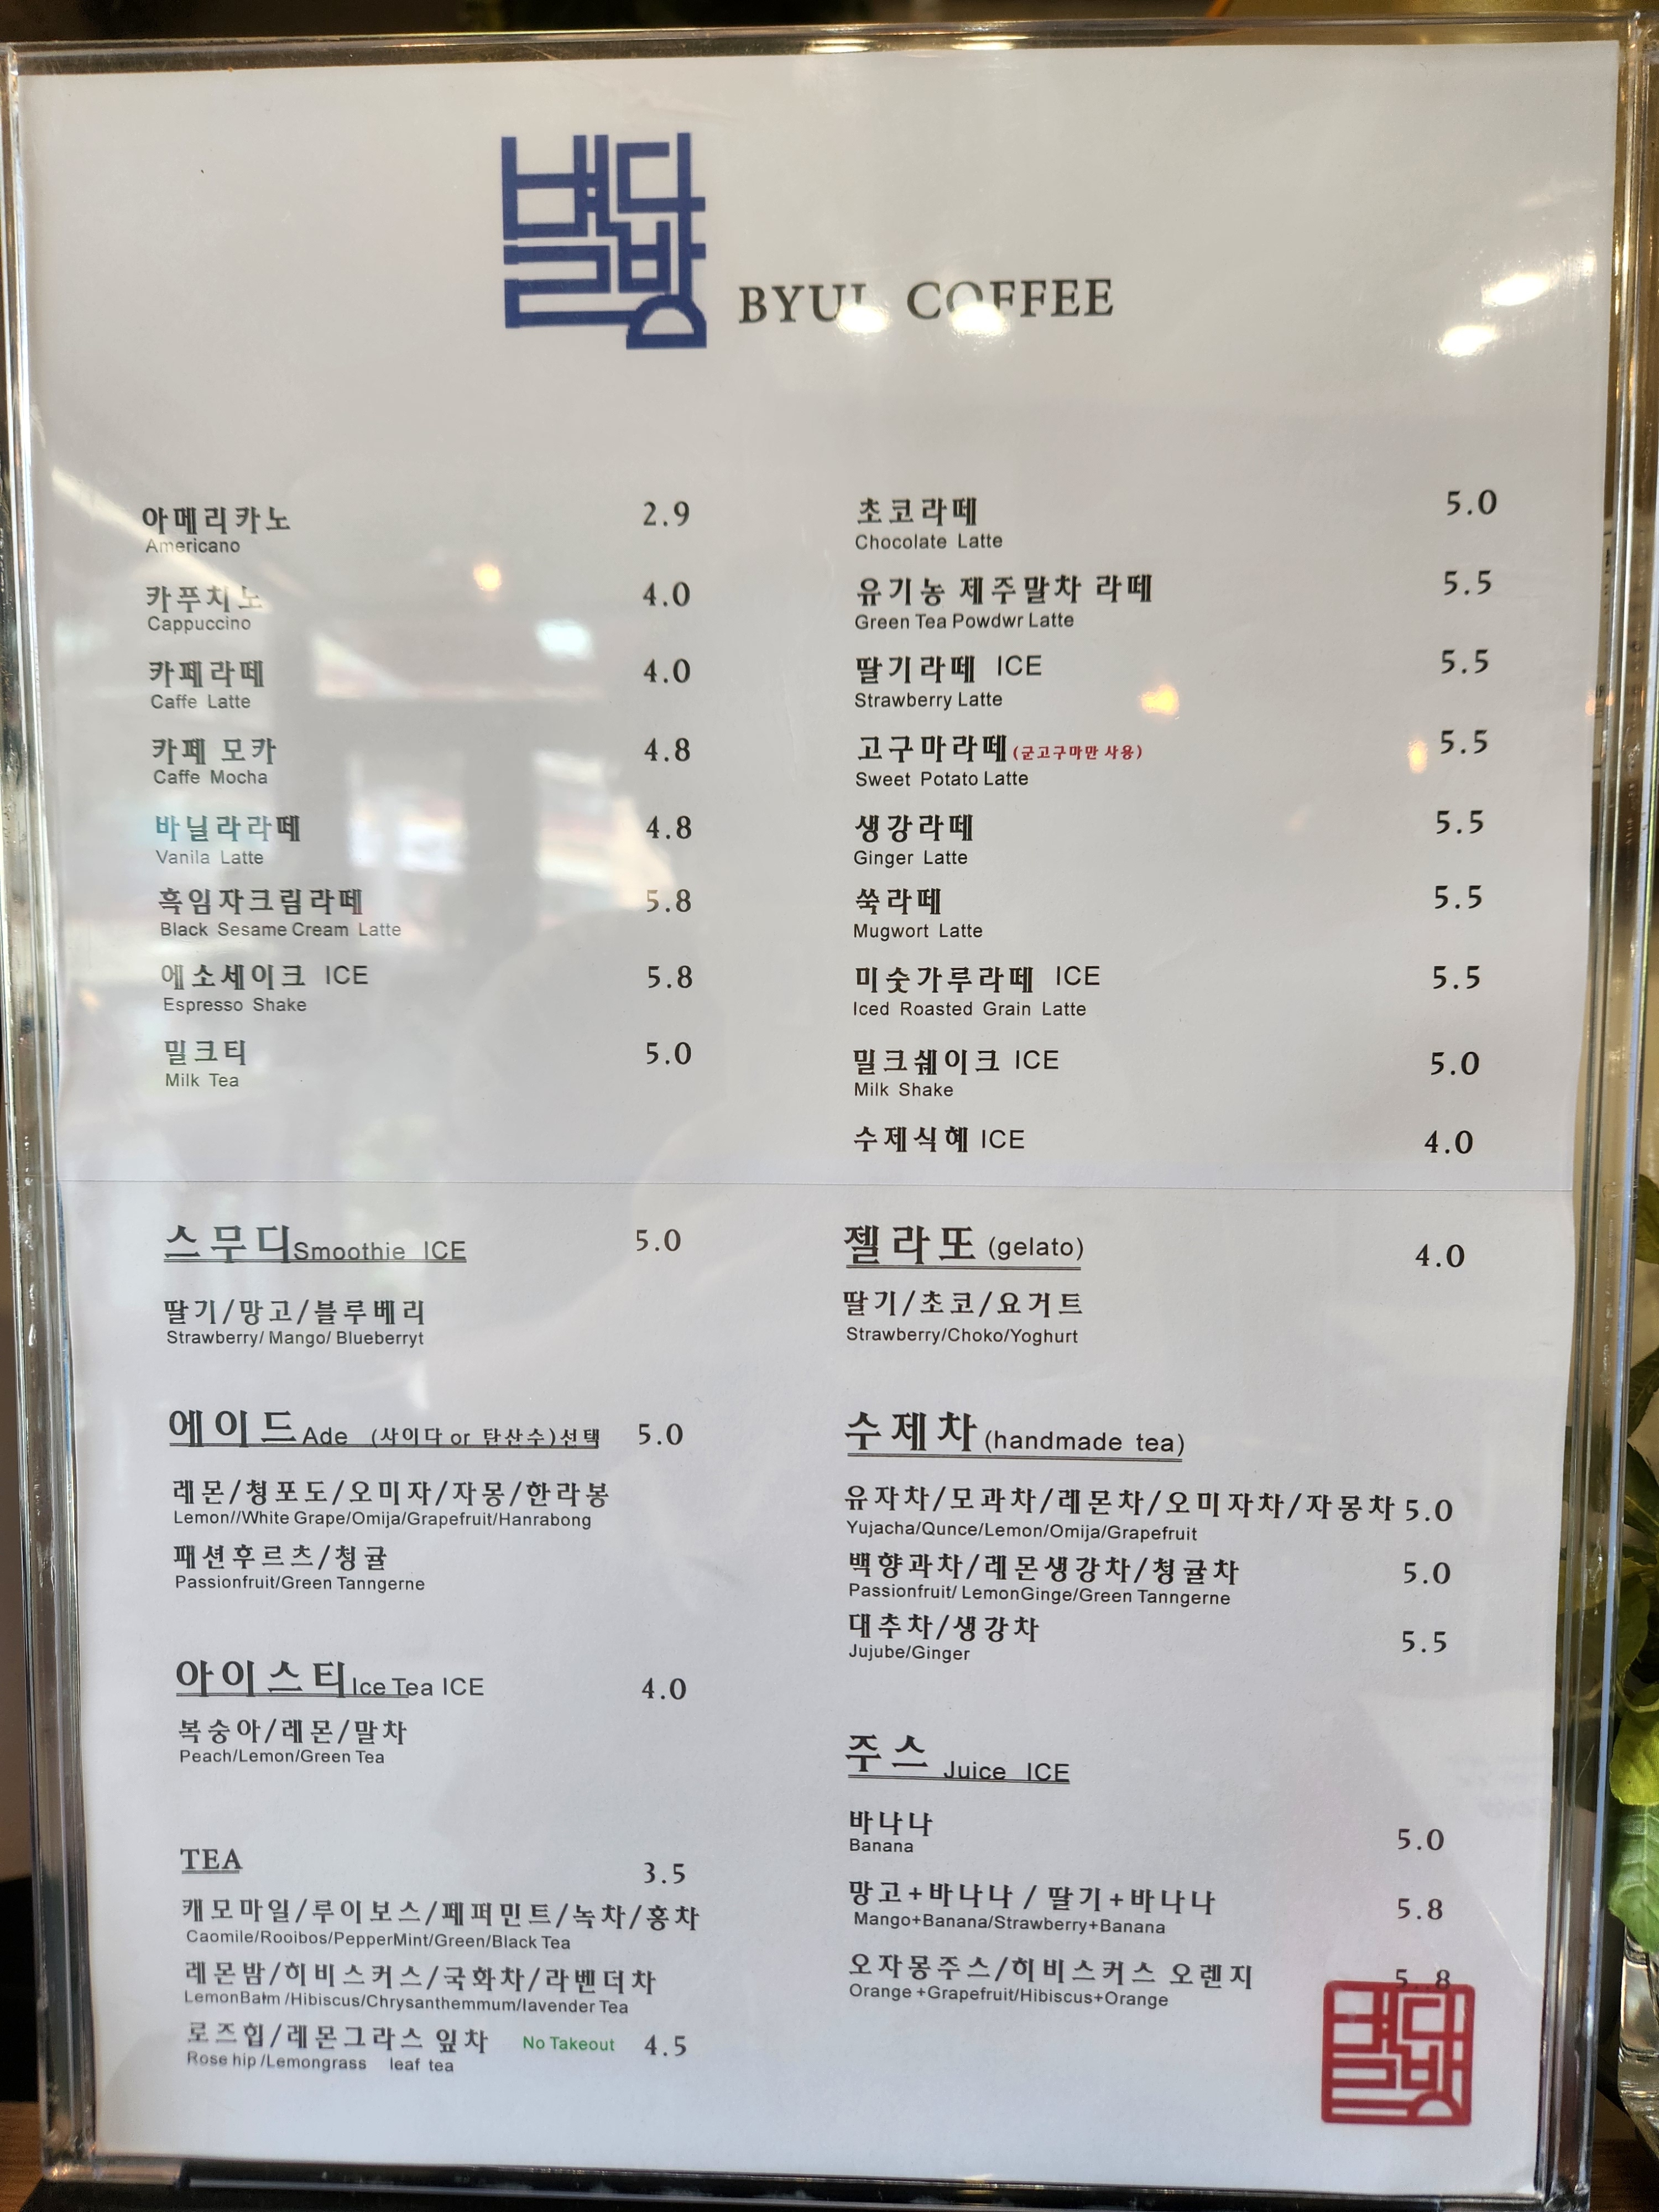 별다방
BYUL COFFEE
아메리카노 2.9
Americano
카푸치노 4.0
Cappuccino
카페라떼 4.0
Caffe Latte
카페 모카 4.8
Caffe Mocha
바닐라라떼 4.8
Vanila Latte
흑임자크림라떼 5.8
Black Sesame Cream Latte
에소세이크 ICE 5.8
Espresso Shake
밀크티 5.0
Milk Tea
초코라떼 5.0
Chocolate Latte
유기농 제주말차 라떼 5.5
Green Tea Powdwr Latte
딸기라떼 ICE 5.5
Strawberry Latte
고구마라떼(군고구마만 사용) 5.5
Sweet Potato Latte
생강라떼 5.5
Ginger Latte
쑥라떼 5.5
Mugwort Latte
미숫가루라떼 ICE 5.5
Iced Roasted Grain Latte
밀크쉐이크 ICE 5.0
Milk Shake
수제식혜 ICE 4.0
스무디Smoothie ICE 5.0
딸기/망고/블루베리
Strawberry/ Mango/ Blueberryt
에이드Ade (사이다 or 탄산수)선택 5.0
레몬/청포도/오미자/자몽/한라봉
Lemon//White Grape/Omija/Grapefruit/Hanrabong
패션후르츠/청귤
Passionfruit/Green Tanngerne
아이스티Ice Tea ICE 4.0
복숭아/레몬/말차
Peach/Lemon/Green Tea
TEA 3.5
캐모마일/루이보스/페퍼민트/녹차/홍차
Caomile/Rooibos/PepperMint/Green/Black Tea
레몬밤/히비스커스/국화차/라벤더차
LemonBalm /Hibiscus/Chrysanthemmum/lavender Tea
로즈힙/레몬그라스 잎차 No Takeout 4.5
Rose hip /Lemongrass leaf tea
젤라또 (gelato) 4.0
딸기/초코/요거트
Strawberry/Choko/Yoghurt
수제차 (handmade tea)
유자차/모과차/레몬차/오미자차/자몽차 5.0
Yujacha/Qunce/Lemon/Omija/Grapefruit
백향과차/레몬생강차/청귤차 5.0
Passionfruit/ LemonGinge/Green Tanngerne
대추차/생강차 5.5
Jujube/Ginger
주스 Juice ICE
바나나 5.0
Banana
망고+바나나 / 딸기+바나나 5.8
Mango+Banana/Strawberry+Banana
오자몽주스/히비스커스 오렌지 5..8
Orange +Grapefruit/Hibiscus+Orange
별다방